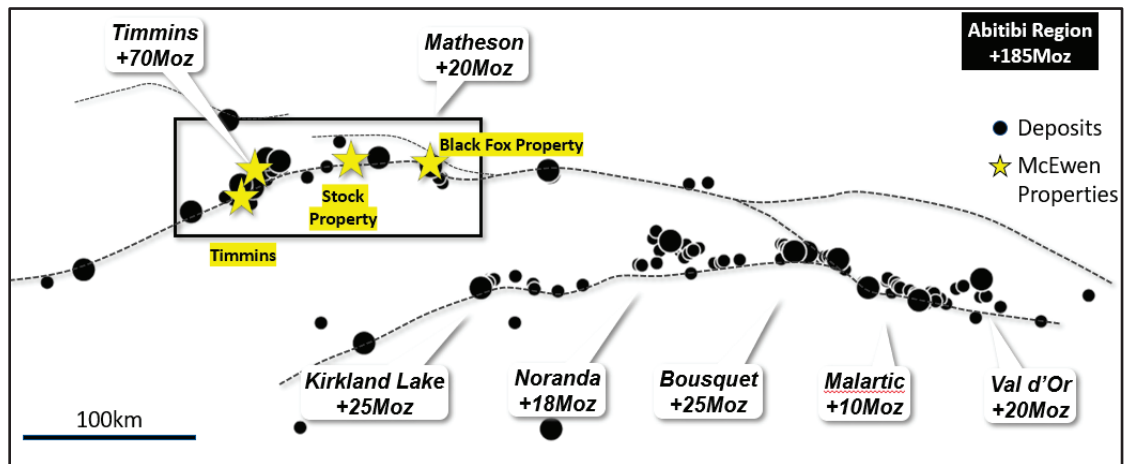 Timmins
+70Moz
Matheson
+20Moz
Abitibi Region
+185Moz
Deposits
McEwen
Properties
Black Fox Property
Stock
Property
Timmins
Kirkland Lake
+25Moz
Noranda
+18Moz
Bousquet
+25Moz
Malartic
+10Moz
Val d’Or
+20Moz
100km